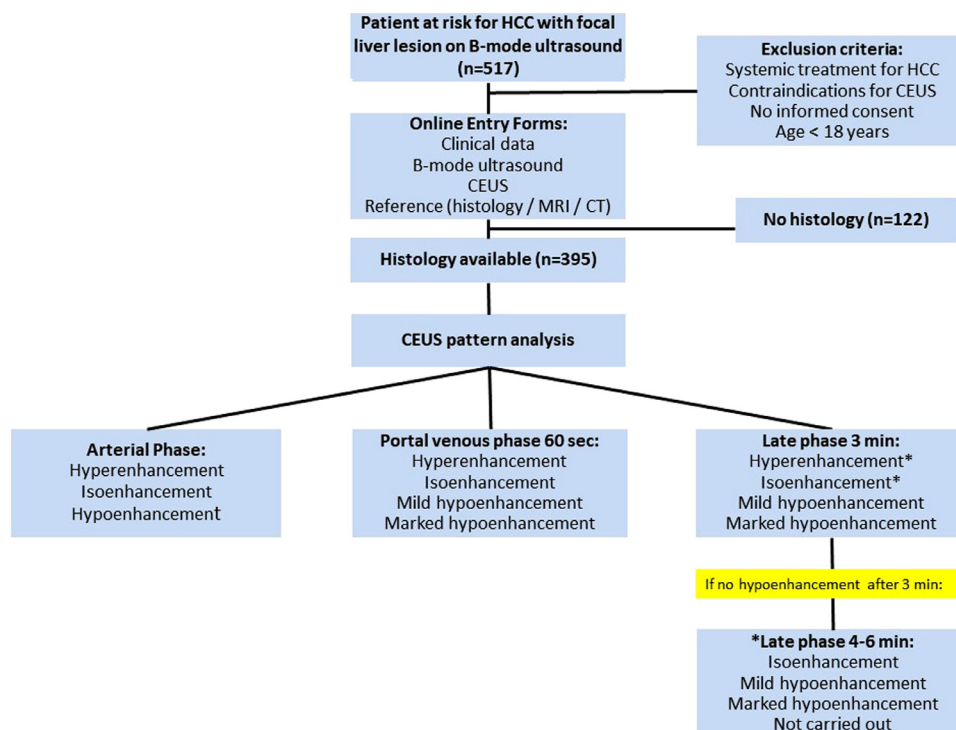 Patient at risk for HCC with focal
liver lesion on B-mode ultrasound
(n=517)
Exclusion criteria:
Systemic treatment for HCC
Contraindications for CEUS
No informed consent
Age < 18 years
Online Entry Forms:
Clinical data
B-mode ultrasound
CEUS
Reference (histology / MRI / CT)
No histology (n=122)
Histology available (n=395)
CEUS pattern analysis
Arterial Phase:
Hyperenhancement
Isoenhancement
Hypoenhancement
Portal venous phase 60 sec:
Hyperenhancement
Isoenhancement
Mild hypoenhancement
Marked hypoenhancement
Late phase 3 min:
Hyperenhancement*
Isoenhancement*
Mild hypoenhancement
Marked hypoenhancement
If no hypoenhancement after 3 min:
*Late phase 4-6 min:
Isoenhancement
Mild hypoenhancement
Marked hypoenhancement
Not carried out